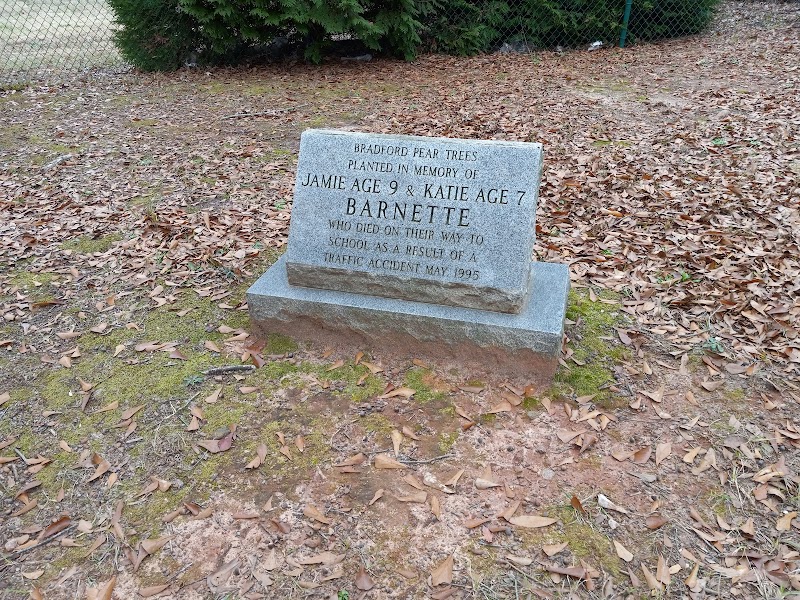 BRADFORD PEAR TREES
PLANTED IN MEMORY OF
JAMIE AGE 9 & KATIE AGE 7
BARNETTE
WHO DIED ON THEIR WAY TO
SCHOOL AS A RESULT OF A
TRAFFIC ACCIDENT MAY 1995